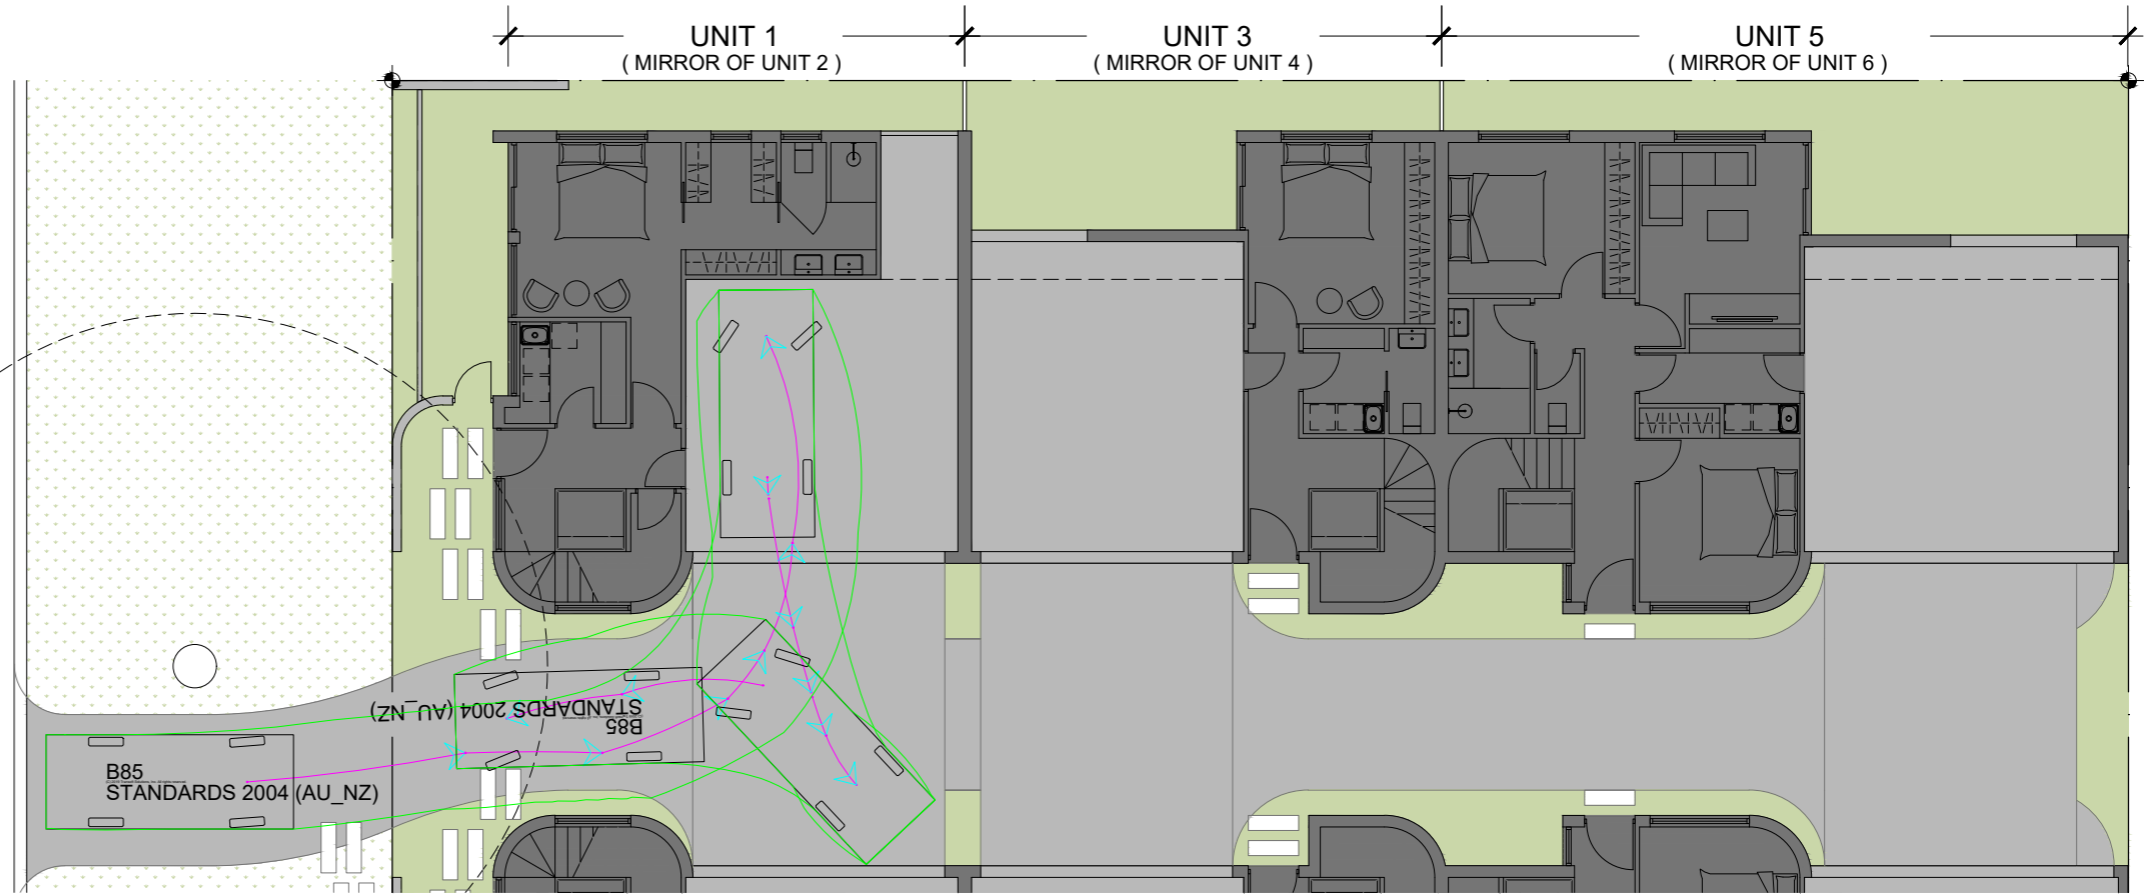 UNIT 1
( MIRROR OF UNIT 2 )
UNIT 3
( MIRROR OF UNIT 4 )
UNIT 5
( MIRROR OF UNIT 6 )
B85
STANDARDS 2004 (AU_NZ)
B85
STANDARDS 2004 (AU_NZ)